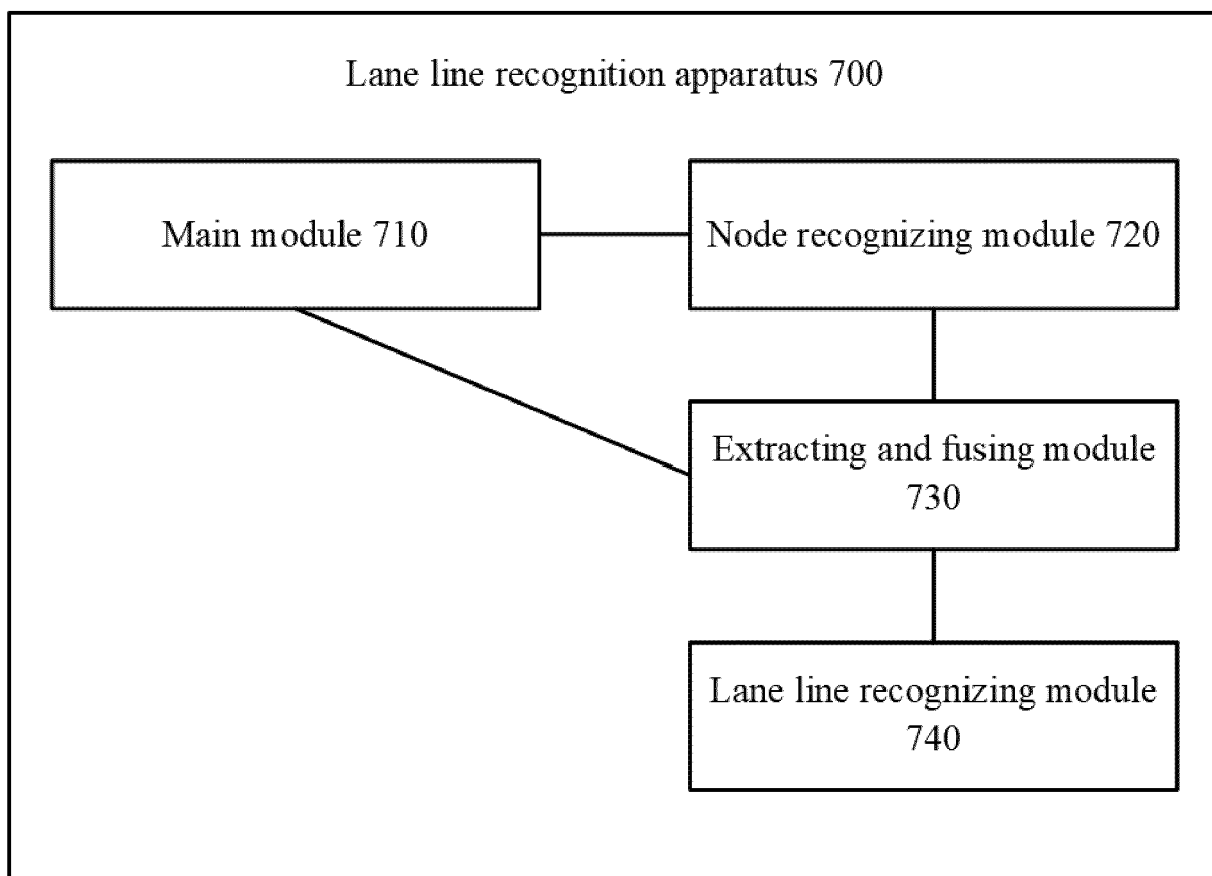 Lane line recognition apparatus 700
Main module 710
Node recognizing module 720
Extracting and fusing module
730
Lane line recognizing module
740